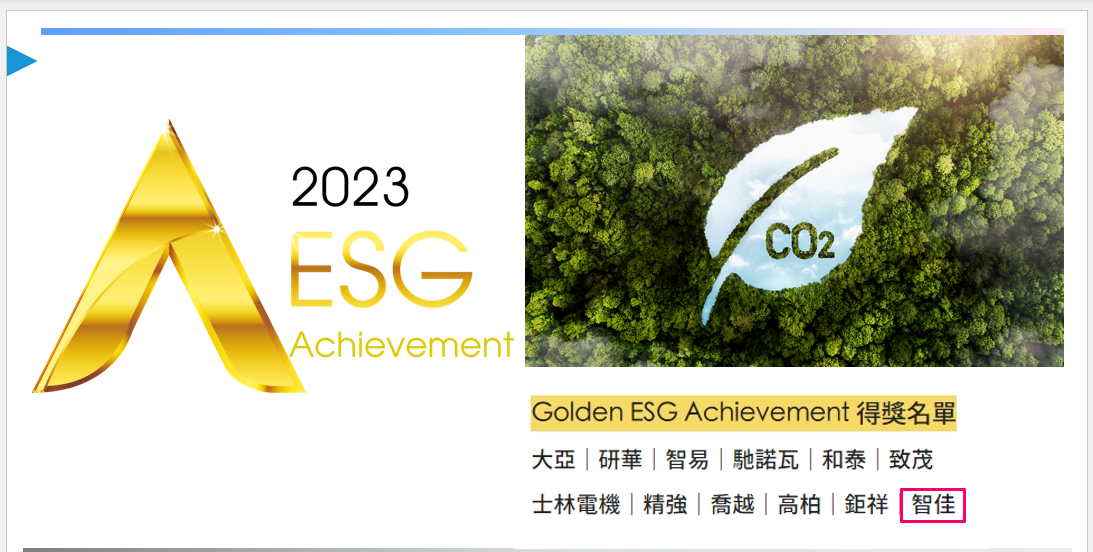 2023
ESG
Achievement
CO2
Golden ESG Achievement 得獎名單
大亞｜研華｜智易｜馳諾瓦｜和泰｜致茂
士林電機｜精強｜喬越｜高柏｜鉅祥｜智佳